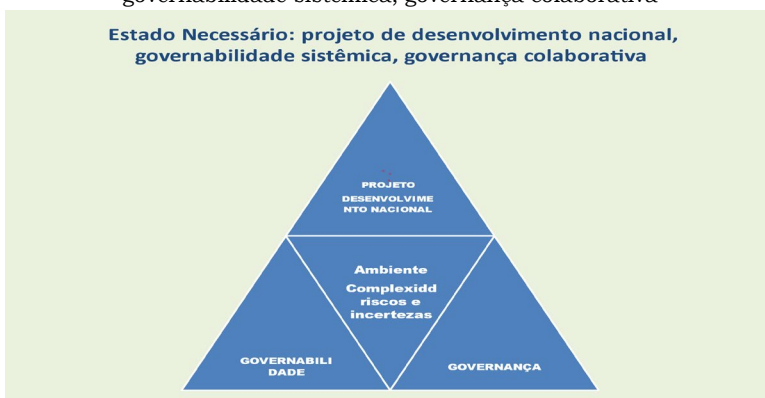 governabilidade sistêmica, governança colaborativa
Estado Necessário: projeto de desenvolvimento nacional,
governabilidade sistêmica, governança colaborativa
PROJETO
DESENVOLVIME
NTO NACIONAL
Ambiente
Complexidd
riscos e
incertezas
GOVERNABILI
DADE
GOVERNANÇA